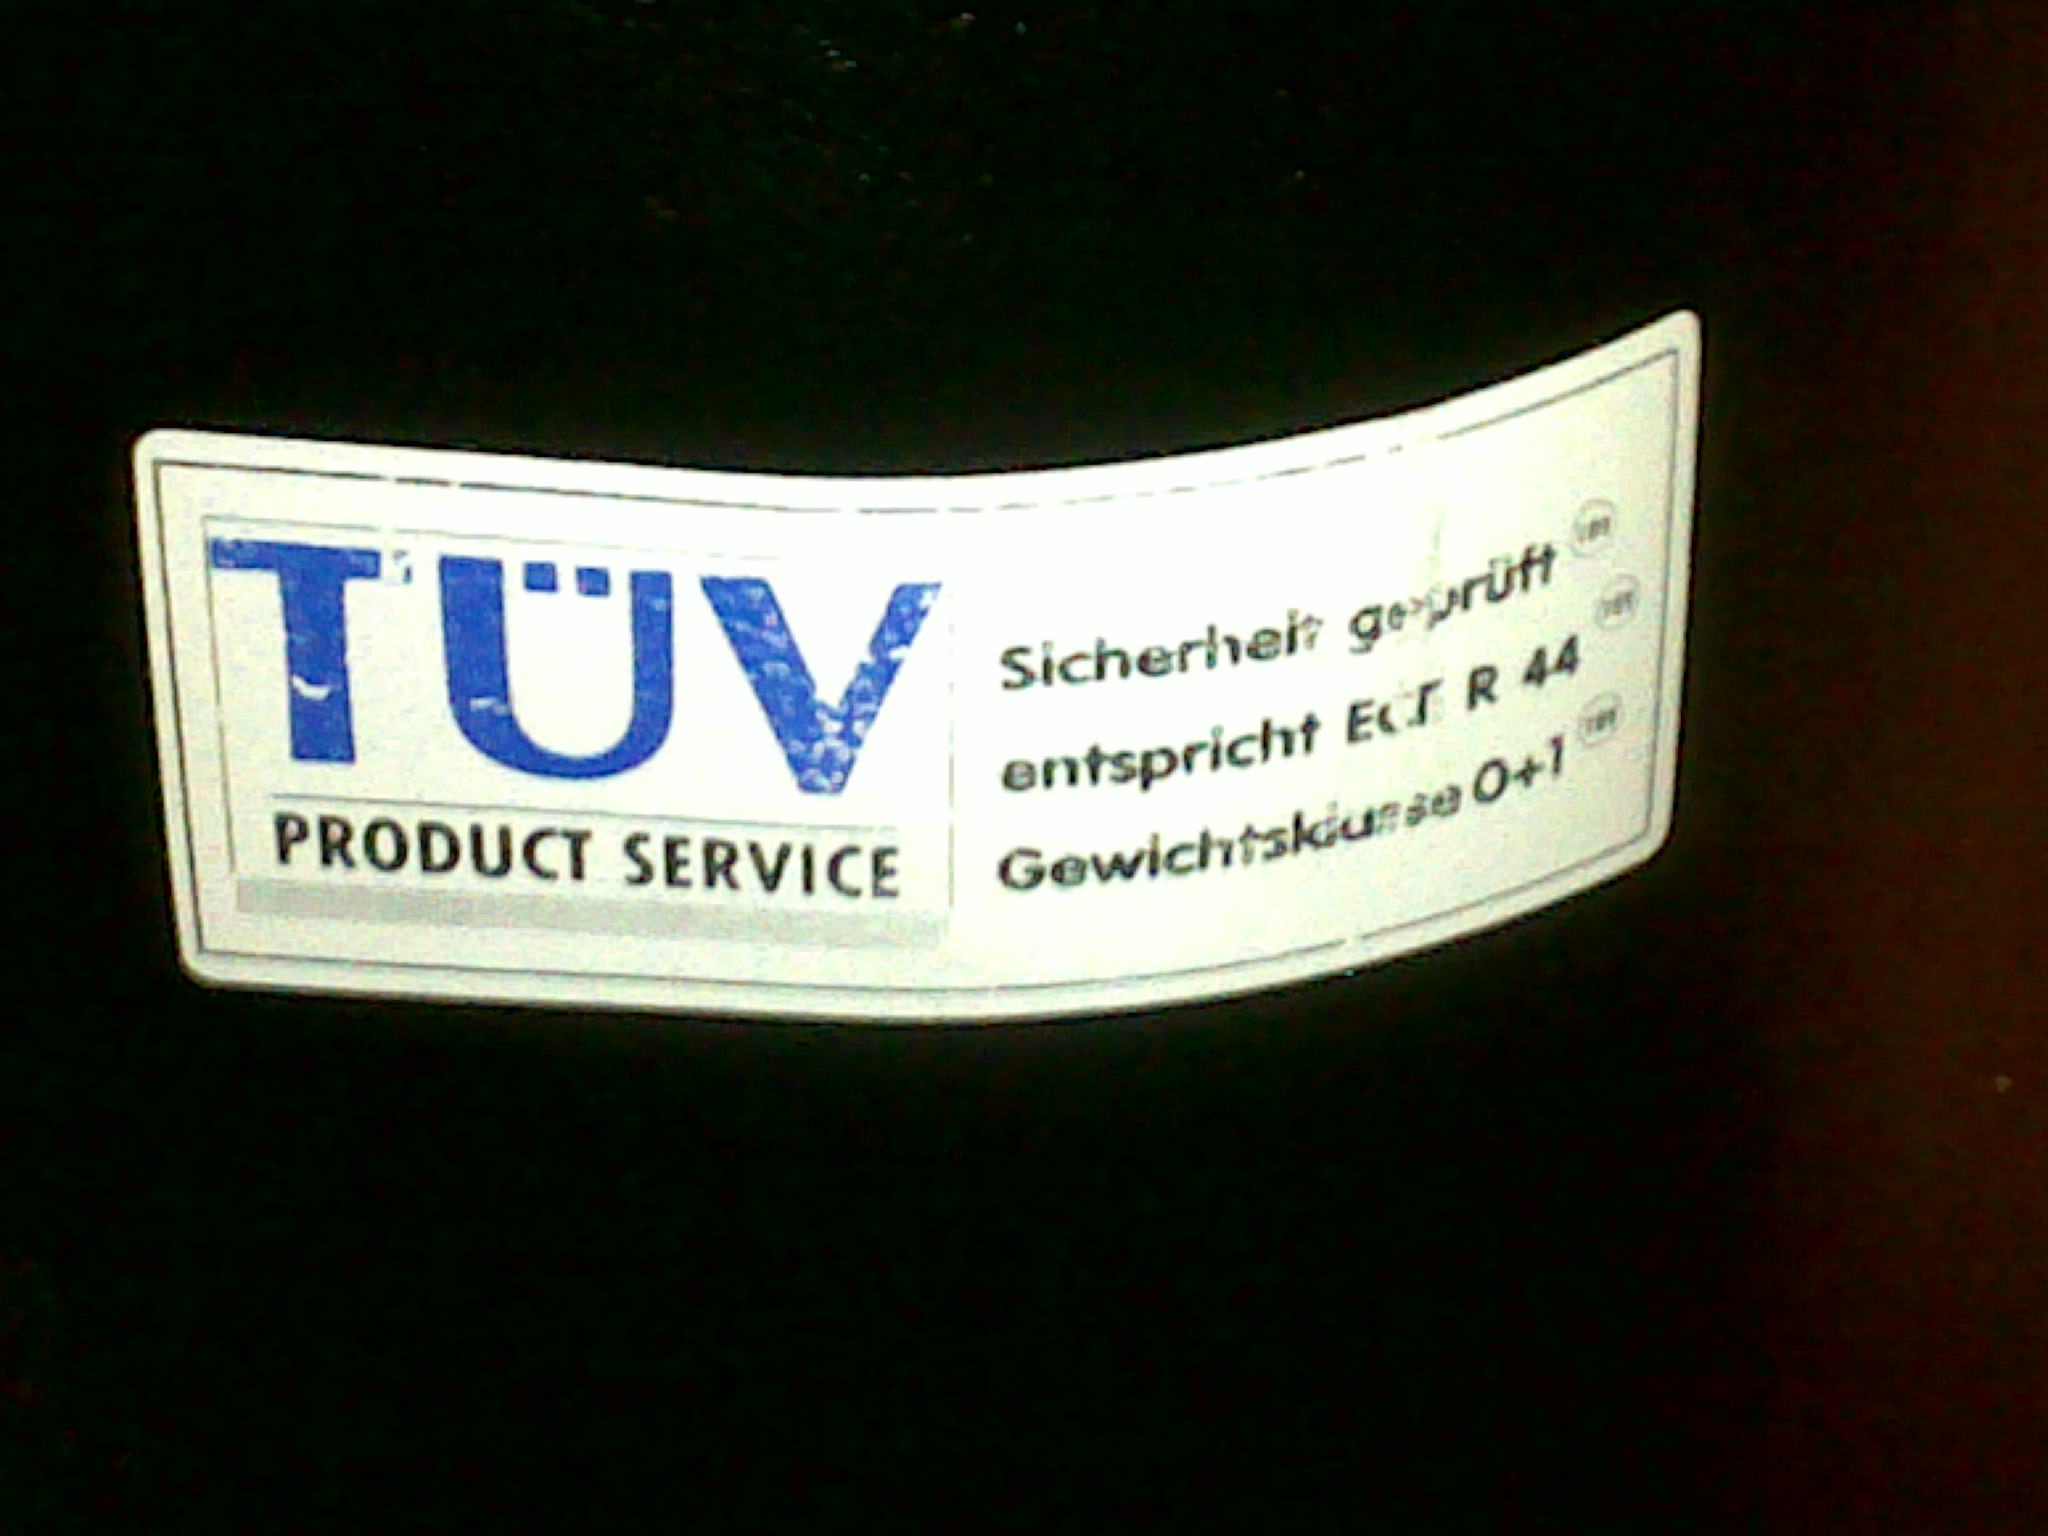 TÜV
PRODUCT SERVICE
Sicherheit geprüft
entspricht R 44
Gewichtsklasse 0+1